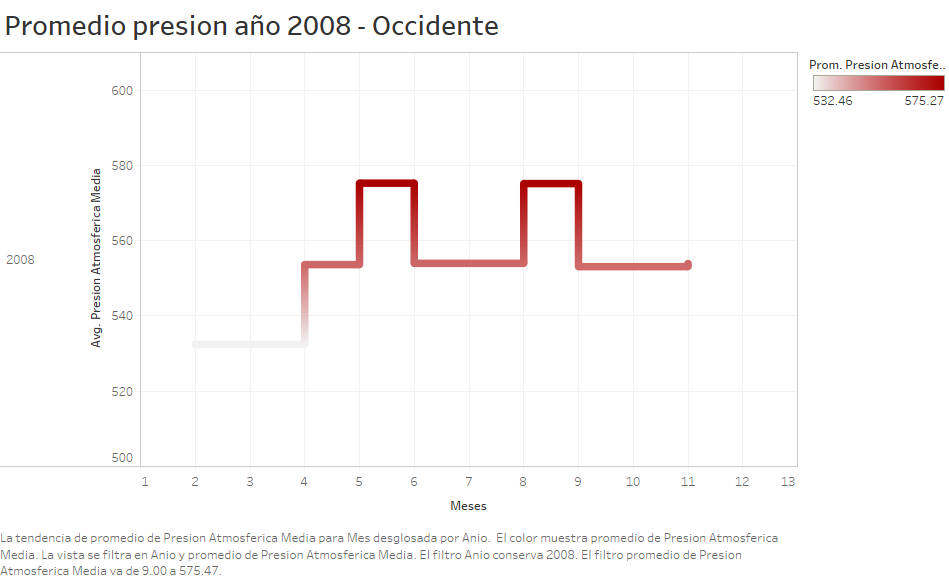 Promedio presion año 2008 - Occidente
Prom. Presion Atmosfe..
532.46 575.27
600
580
560
540
520
500
2008
Avg. Presion Atmosferica Media
1 2 3 4 5 6 7 8 9 10 11 12 13
Meses
La tendencia de promedio de Presion Atmosferica Media para Mes desglosada por Anio. El color muestra promedio de Presion Atmosferica
Media. La vista se filtra en Anio y promedio de Presion Atmosferica Media. El filtro Anio conserva 2008. El filtro promedio de Presion
Atmosferica Media va de 9.00 a 575.47.